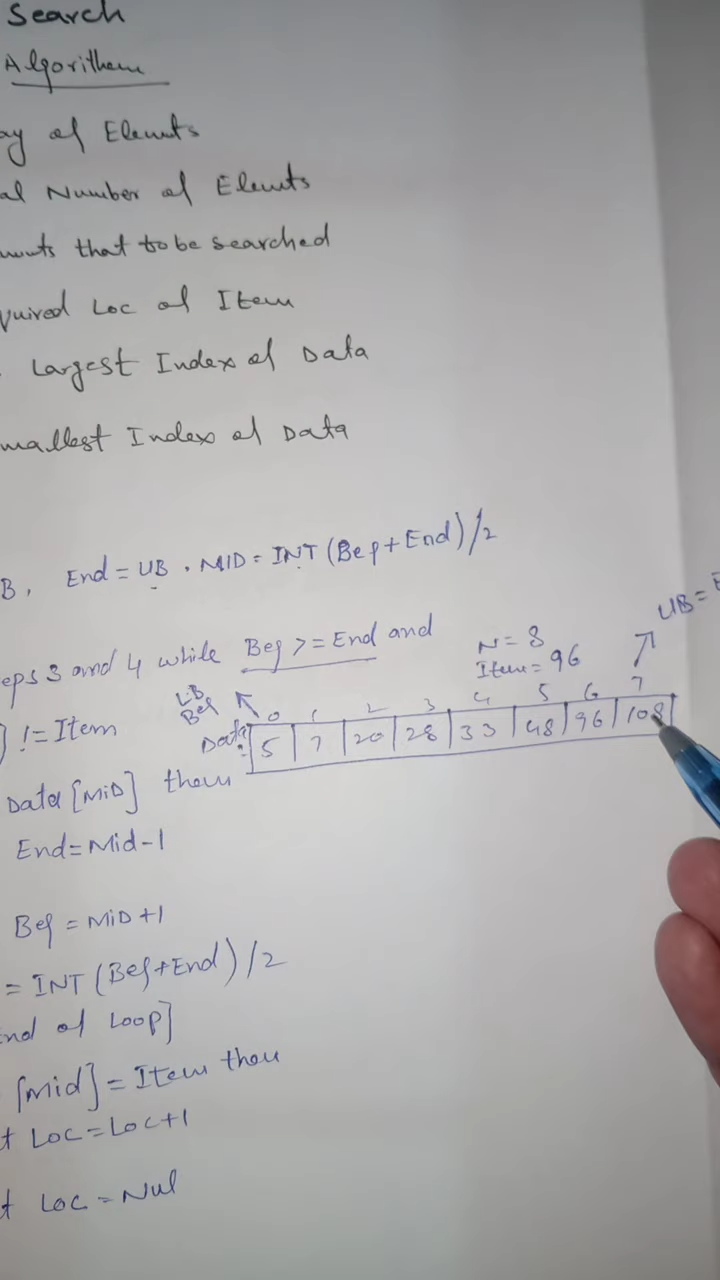 Search
Algorithem
ay of Elemts
al Number of Elemts
ments that to be searched
quired Loc of Item
Largest Index of Data
mallest Index of Data
B, End = UB . MID = INT (Beg + End)/2
eps 3 and 4 while Beg >= End and
N = 8
Item = 96
UB =
LB
Beg
0 1 2 3 4 5 6 7
] != Item
Data:
5 7 20 28 33 48 96 108
Data [MiD] them
End = Mid - 1
Beg = MiD + 1
= INT (Beg + End)/2
nd of Loop]
[mid] = Item then
t Loc = Loc + 1
t Loc = Nul